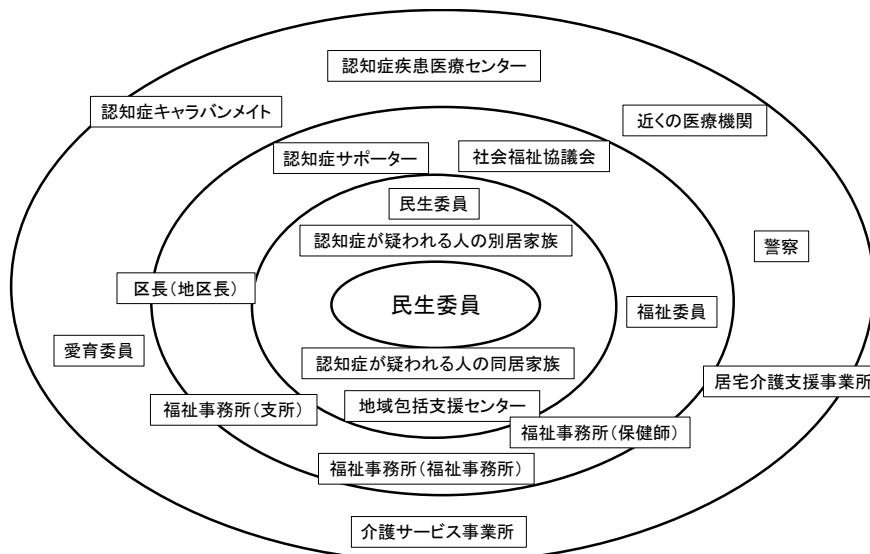 認知症疾患医療センター
認知症キャラバンメイト
近くの医療機関
認知症サポーター
社会福祉協議会
民生委員
認知症が疑われる人の別居家族
警察
区長(地区長)
民生委員
福祉委員
愛育委員
認知症が疑われる人の同居家族
居宅介護支援事業所
福祉事務所(支所)
地域包括支援センター
福祉事務所(保健師)
福祉事務所(福祉事務所)
介護サービス事業所